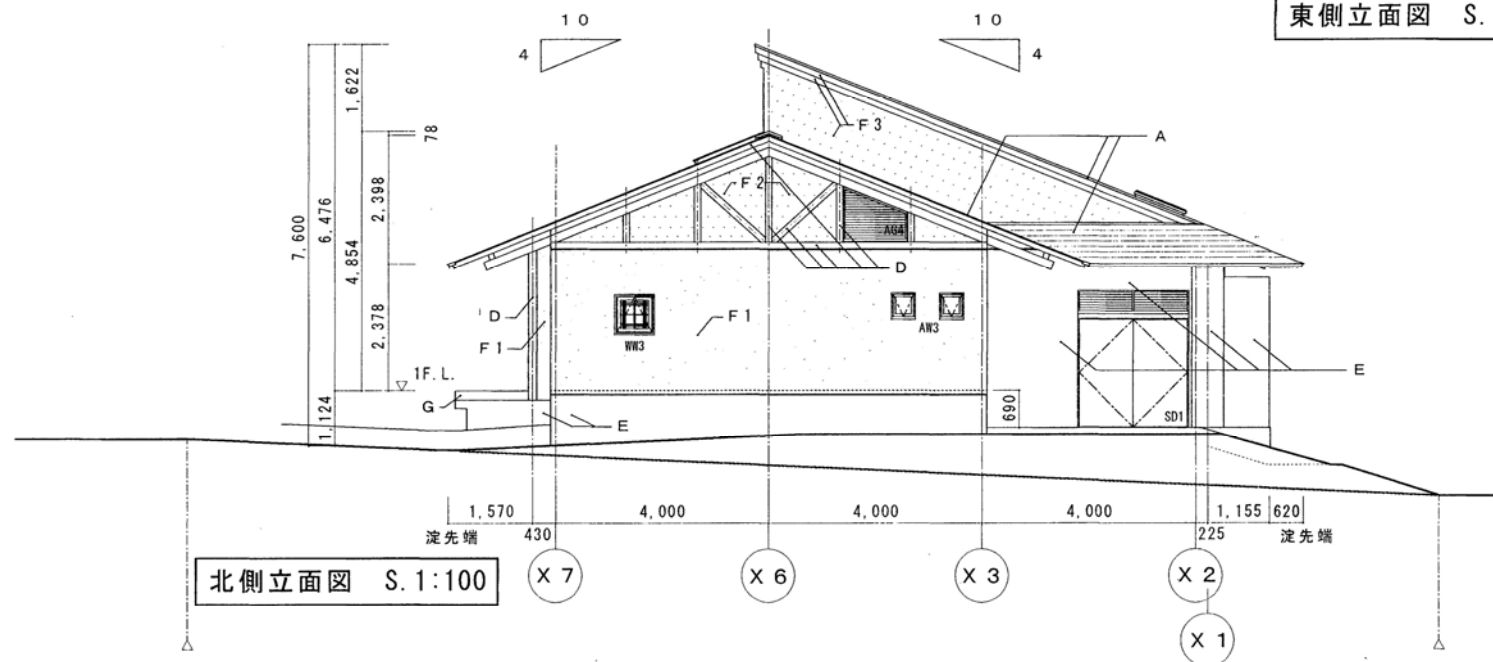 東側立面図 S.
10
10
4
4
1,622
78
F3
A
2,398
F2
6,476
7,600
AG4
4,854
D
D
2,378
F1
F1
WW3
AW3
1F.L.
E
G
690
1,124
E
SD1
1,570
4,000
4,000
4,000
1,155
620
淀先端
430
225
淀先端
北側立面図 S.1:100
X7
X6
X3
X2
X1